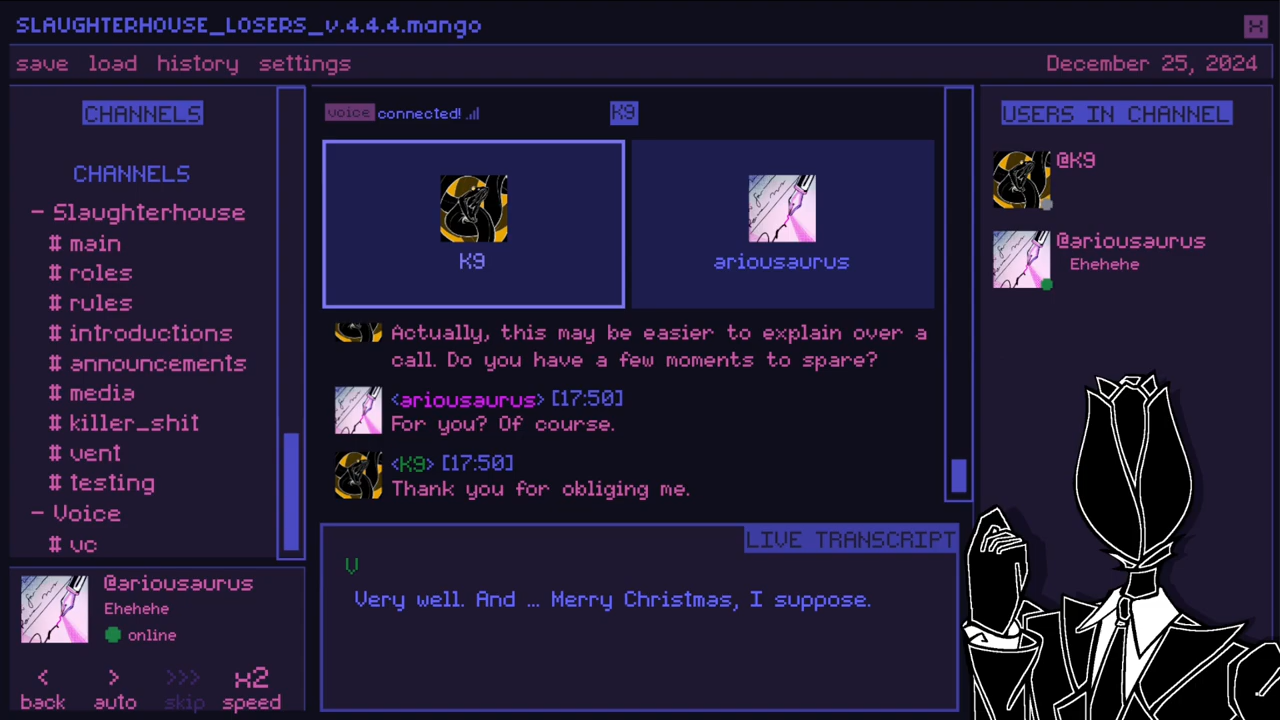 SLAUGHTERHOUSE_LOSERS_v.4.4.4.mango
X
save load history settings
December 25, 2024
CHANNELS
CHANNELS
- Slaughterhouse
# main
# roles
# rules
# introductions
# announcements
# media
# killer_shit
# vent
# testing
- Voice
# vc
@ariousaurus
Ehehehe
online
< > >>> x2
back auto skip speed
voice connected!
K9
K9
ariousaurus
Actually, this may be easier to explain over a
call. Do you have a few moments to spare?
<ariousaurus> [17:50]
For you? Of course.
<K9> [17:50]
Thank you for obliging me.
LIVE TRANSCRIPT
V
Very well. And ... Merry Christmas, I suppose.
USERS IN CHANNEL
@K9
@ariousaurus
Ehehehe